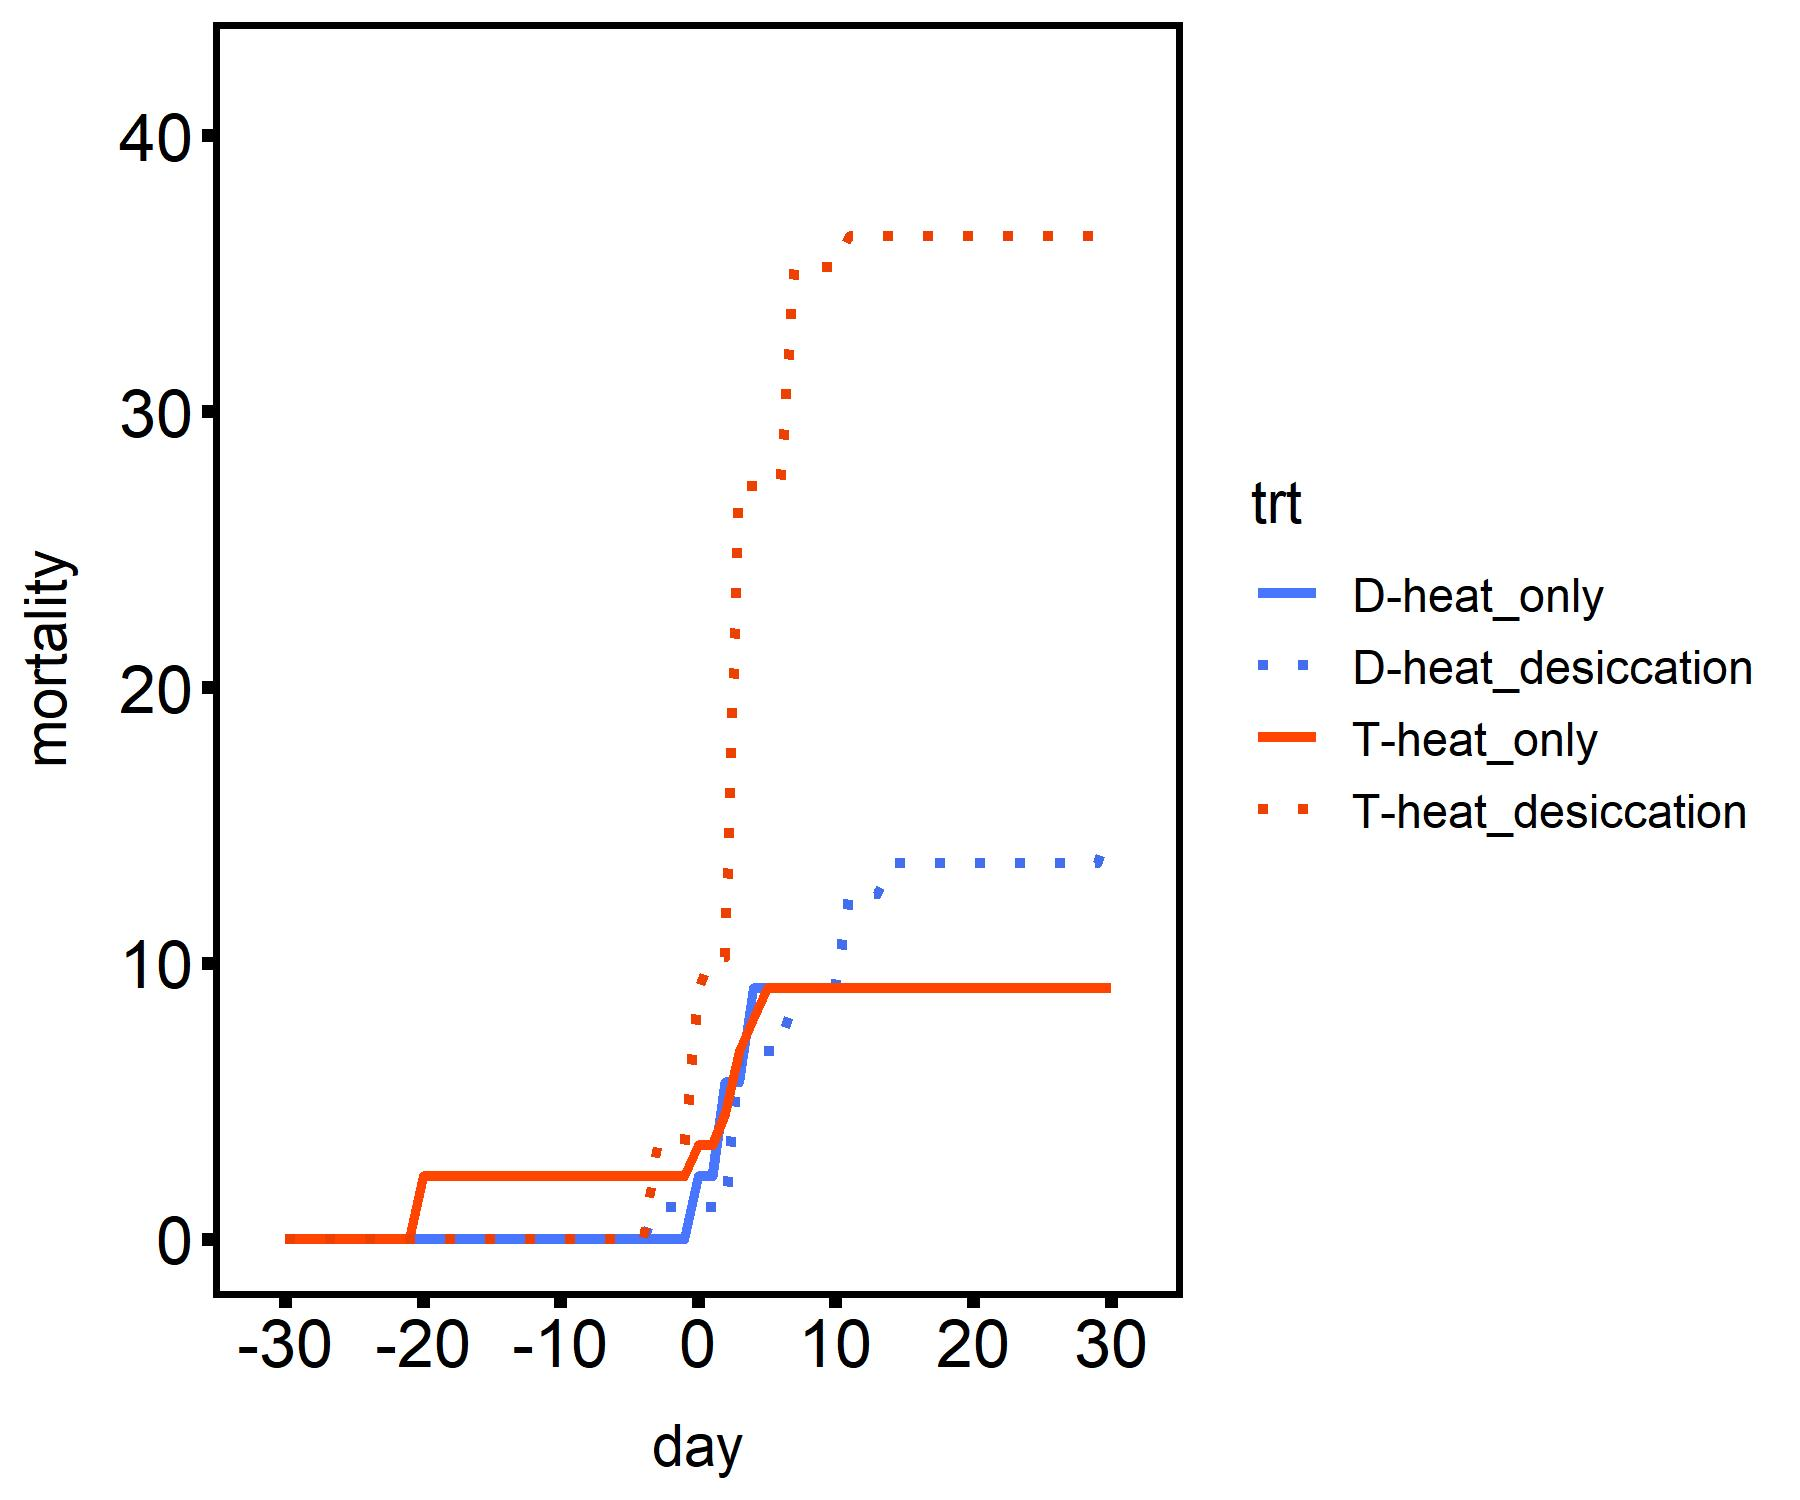 mortality
40
30
20
10
0
-30 -20 -10 0 10 20 30
day
trt
D-heat_only
D-heat_desiccation
T-heat_only
T-heat_desiccation